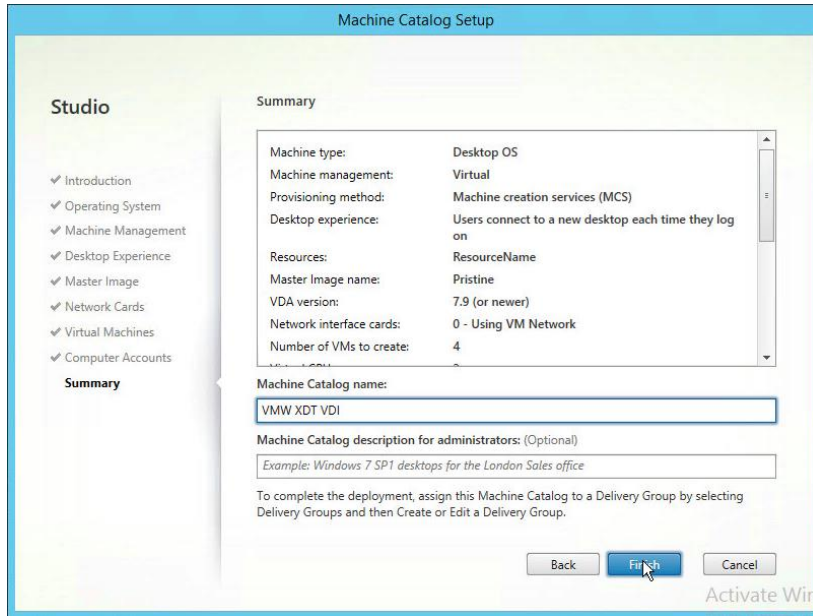 Machine Catalog Setup
Studio
✔ Introduction
✔ Operating System
✔ Machine Management
✔ Desktop Experience
✔ Master Image
✔ Network Cards
✔ Virtual Machines
✔ Computer Accounts
Summary
Summary
Machine type: Desktop OS
Machine management: Virtual
Provisioning method: Machine creation services (MCS)
Desktop experience: Users connect to a new desktop each time they log
on
Resources: ResourceName
Master Image name: Pristine
VDA version: 7.9 (or newer)
Network interface cards: 0 - Using VM Network
Number of VMs to create: 4
Machine Catalog name:
VMW XDT VDI
Machine Catalog description for administrators: (Optional)
Example: Windows 7 SP1 desktops for the London Sales office
To complete the deployment, assign this Machine Catalog to a Delivery Group by selecting
Delivery Groups and then Create or Edit a Delivery Group.
Back Finish Cancel
Activate Win